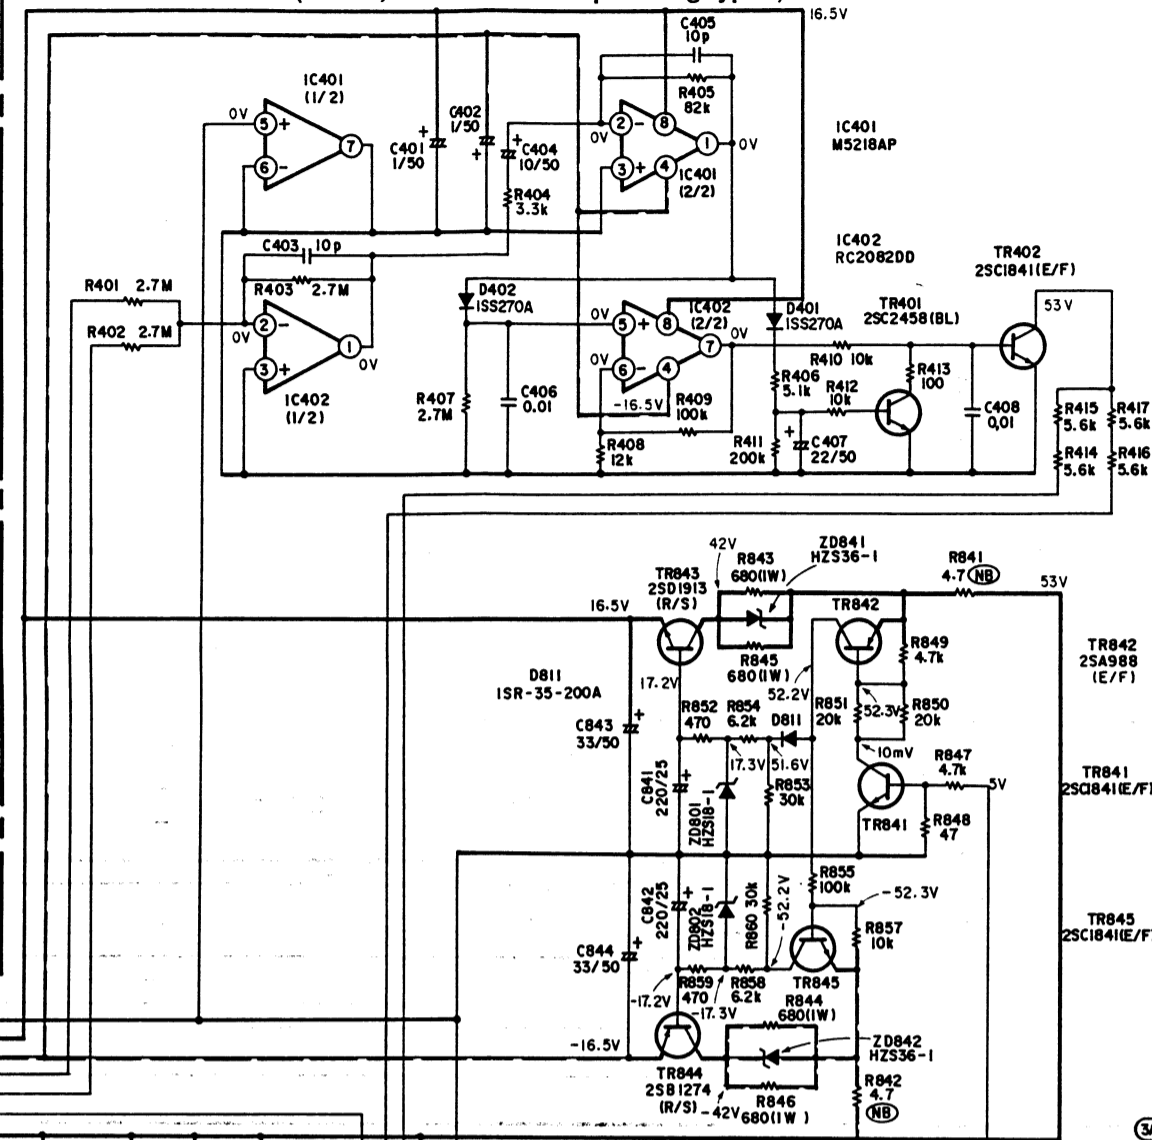 16.5V
C405
10p
R405
82k
IC401
(1/2)
0V
5
+
6
-
7
C401
1/50
+
C402
1/50
+
+
C404
10/50
R404
3.3k
2
-
0V
3
+
8
4
1
0V
IC401
(2/2)
IC401
M5218AP
IC402
RC2082DD
TR402
2SC1841(E/F)
53V
TR401
2SC2458(BL)
C403
10p
R403 2.7M
R401 2.7M
R402 2.7M
2
-
0V
3
+
1
0V
IC402
(1/2)
D402
1SS270A
R407
2.7M
C406
0.01
0V
5
+
0V
6
-
8
4
7
0V
-16.5V
IC402
(2/2)
R409
100k
R408
12k
D401
1SS270A
R406
5.1k
R410 10k
R412
10k
R411
200k
+
C407
22/50
R413
100
C408
0,01
R415
5.6k
R417
5.6k
R414
5.6k
R416
5.6k
42V
R843
680(1W)
ZD841
HZS36-1
R841
4.7 NB
53V
TR843
2SD1913
(R/S)
16.5V
R845
680(1W)
TR842
R849
4.7k
TR842
2SA988
(E/F)
D811
1SR-35-200A
17.2V
52.2V
R852
470
R854
6.2k
D811
R851
20k
52.3V
R850
20k
C843
33/50
+
17.3V
51.6V
10mV
R847
4.7k
5V
C841
220/25
+
ZD801
HZS18-1
R853
30k
TR841
R848
47
TR841
2SC1841(E/F)
R855
100k
-52.3V
C842
220/25
+
ZD802
HZS18-1
R860 30k
-52.2V
R857
10k
TR845
2SC1841(E/F)
C844
33/50
+
R859
470
R858
6.2k
TR845
-17.2V
-17.3V
R844
680(1W)
-16.5V
ZD842
HZS36-1
TR844
2SB1274
(R/S)
-42V
R846
680(1W)
R842
4.7
NB